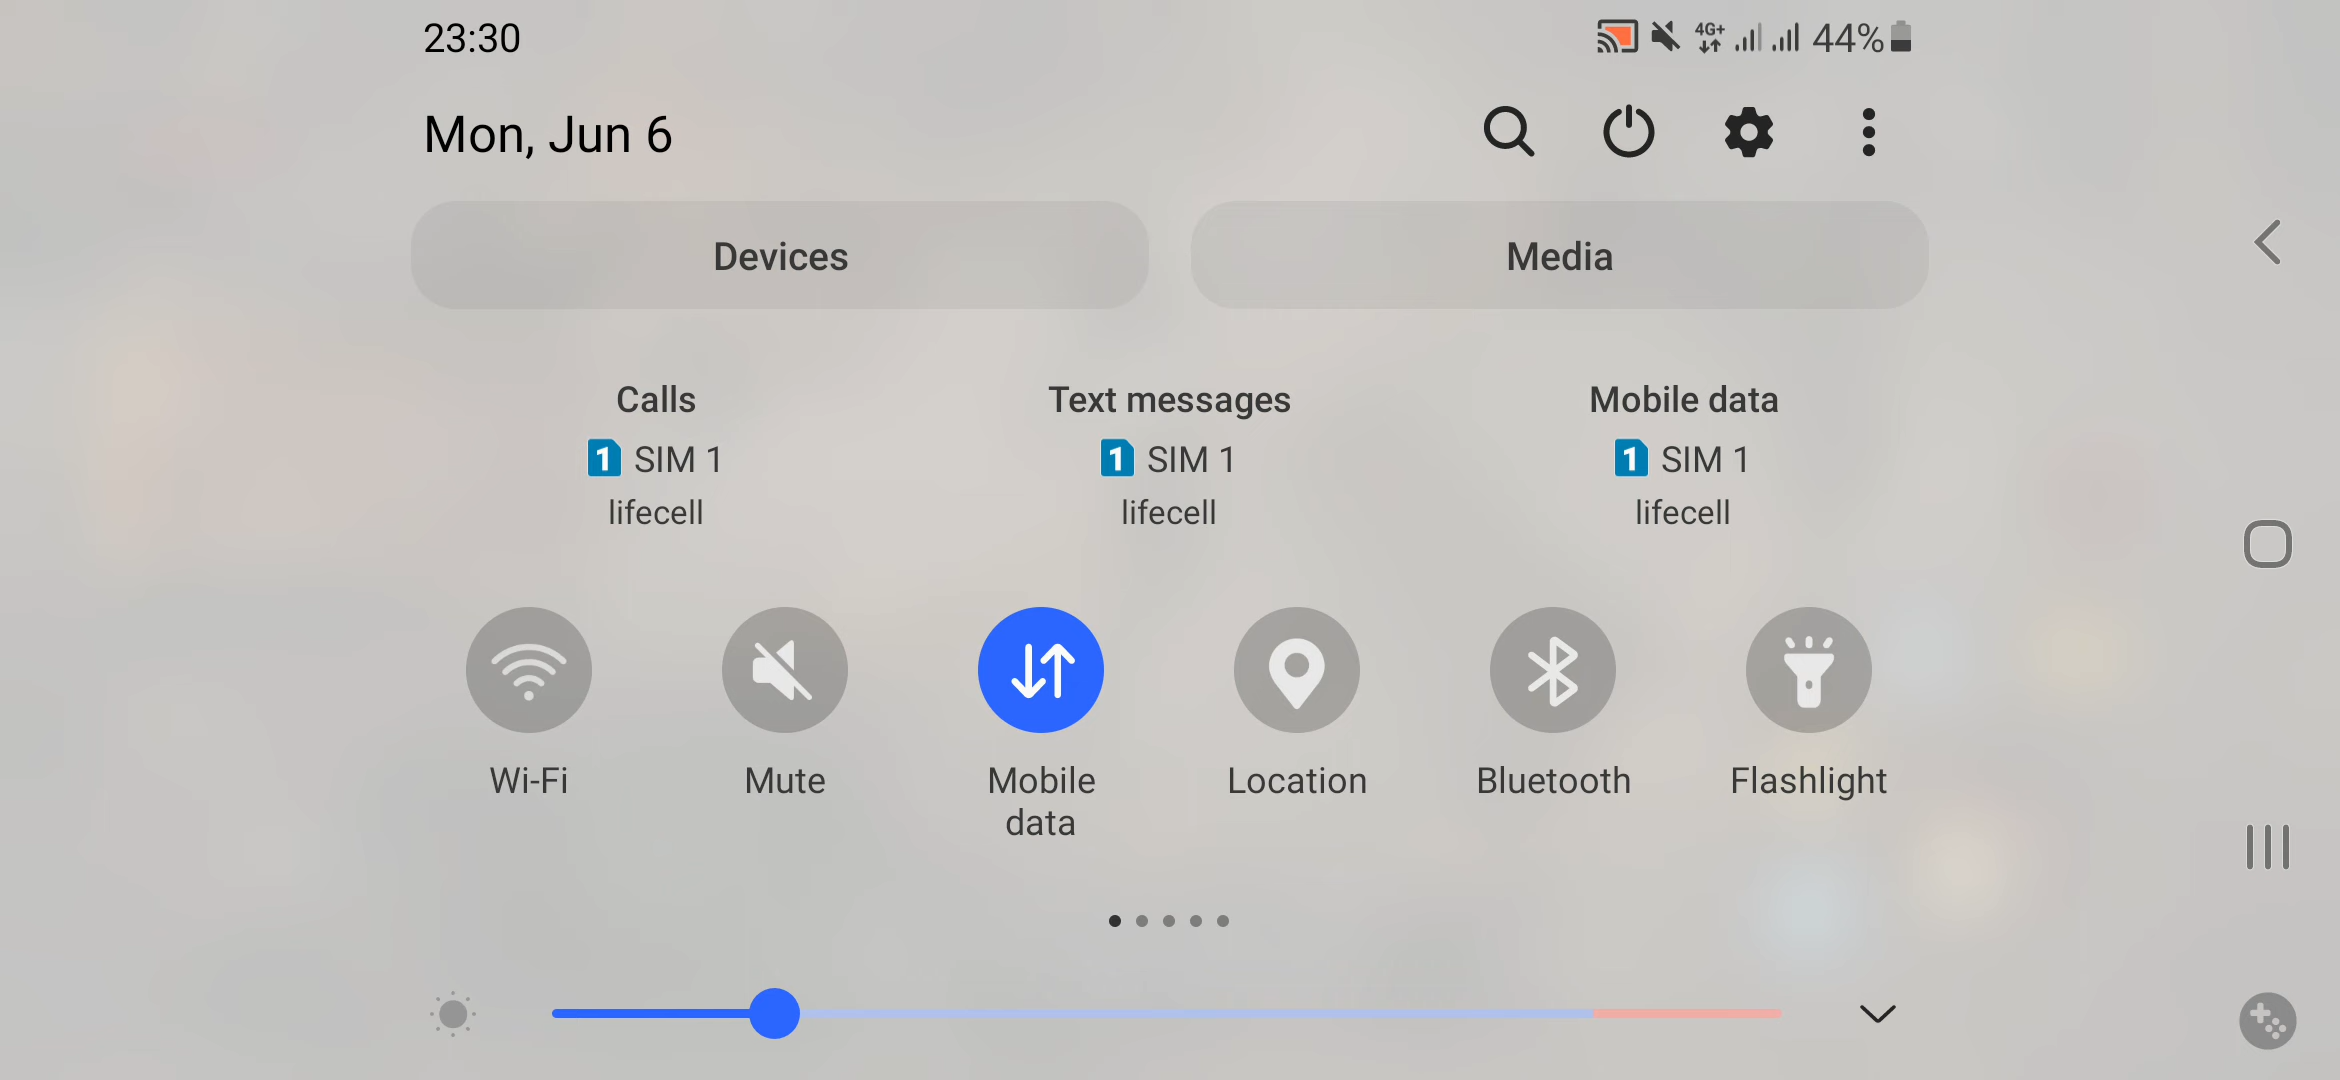 23:30
4G+ 44%
Mon, Jun 6
Devices
Media
Calls
1 SIM 1
lifecell
Text messages
1 SIM 1
lifecell
Mobile data
1 SIM 1
lifecell
Wi-Fi
Mute
Mobile
data
Location
Bluetooth
Flashlight